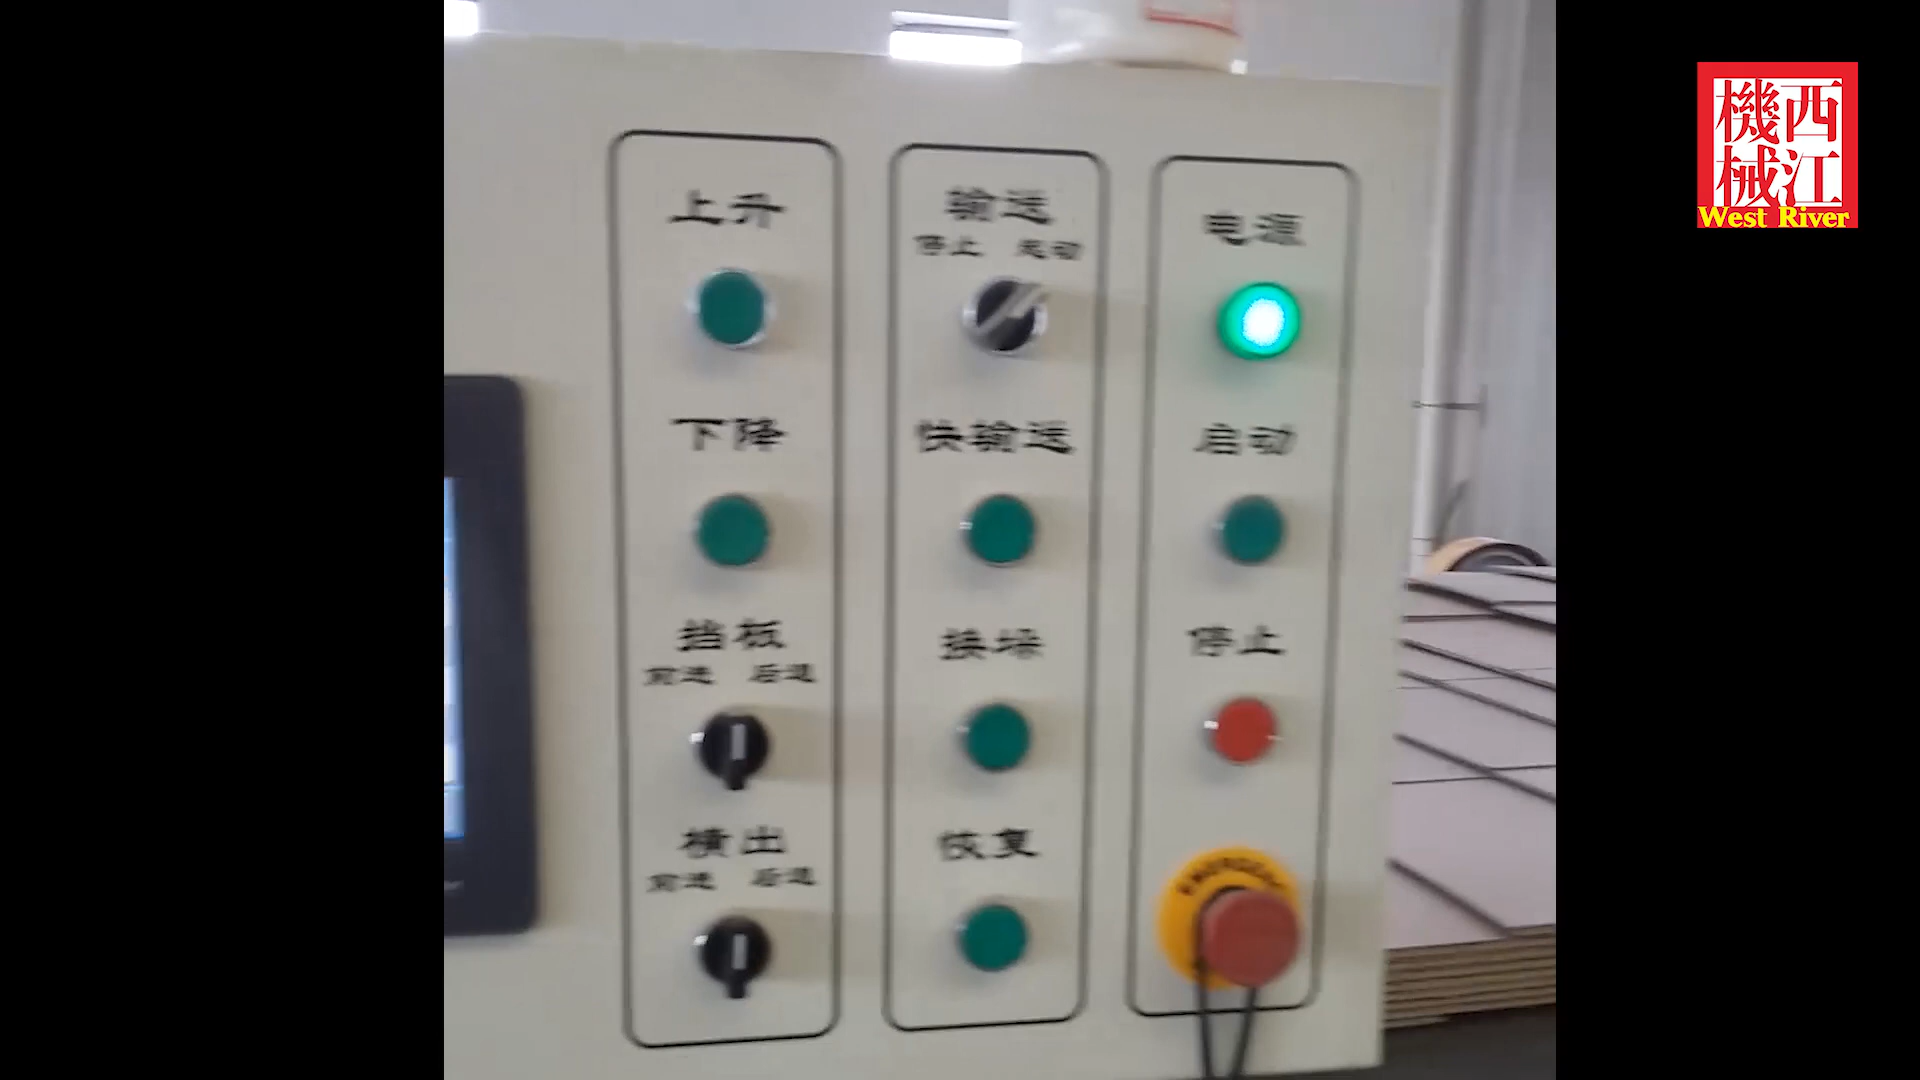 上升
下降
挡板
前进 后退
横出
前进 后退
输送
停止 起动
快输送
换垛
恢复
电源
启动
停止
EMERGENCY
西江
機械
West River